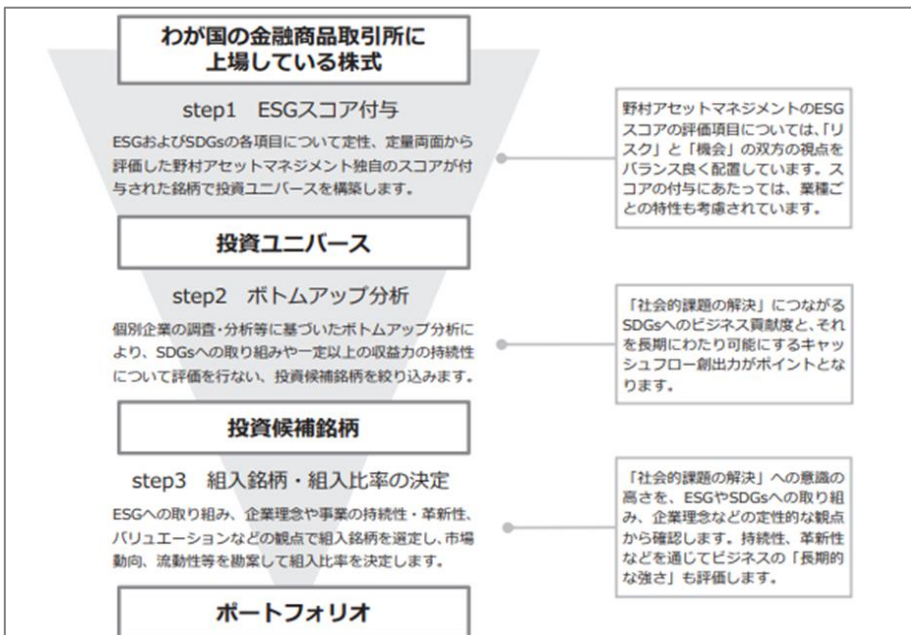 わが国の金融商品取引所に
上場している株式
step1　ESGスコア付与
ESGおよびSDGsの各項目について定性、定量両面から
評価した野村アセットマネジメント独自のスコアが付
与された銘柄で投資ユニバースを構築します。
野村アセットマネジメントのESG
スコアの評価項目については、「リ
スク」と「機会」の双方の視点を
バランス良く配置しています。ス
コアの付与にあたっては、業種ご
との特性も考慮されています。
投資ユニバース
step2　ボトムアップ分析
個別企業の調査・分析等に基づいたボトムアップ分析に
より、SDGsへの取り組みや一定以上の収益力の持続性
について評価を行ない、投資候補銘柄を絞り込みます。
「社会的課題の解決」につながる
SDGsへのビジネス貢献度と、それ
を長期にわたり可能にするキャッ
シュフロー創出力がポイントとな
ります。
投資候補銘柄
step3　組入銘柄・組入比率の決定
ESGへの取り組み、企業理念や事業の持続性・革新性、
バリュエーションなどの観点で組入銘柄を選定し、市場
動向、流動性等を勘案して組入比率を決定します。
「社会的課題の解決」への意識の
高さを、ESGやSDGsへの取り組
み、企業理念などの定性的な観点
から確認します。持続性、革新性
などを通じてビジネスの「長期的
な強さ」も評価します。
ポートフォリオ